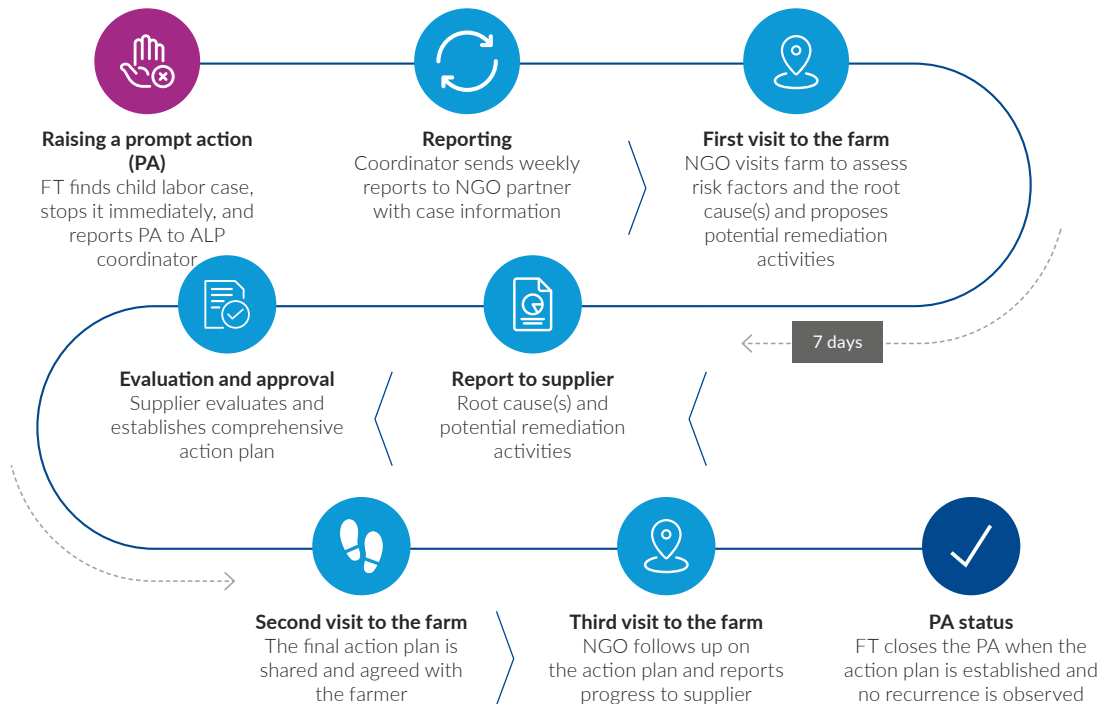 Raising a prompt action
(PA)
FT finds child labor case,
stops it immediately, and
reports PA to ALP
coordinator
Reporting
Coordinator sends weekly
reports to NGO partner
with case information
First visit to the farm
NGO visits farm to assess
risk factors and the root
cause(s) and proposes
potential remediation
activities
7 days
Report to supplier
Root cause(s) and
potential remediation
activities
Evaluation and approval
Supplier evaluates and
establishes comprehensive
action plan
Second visit to the farm
The final action plan is
shared and agreed with
the farmer
Third visit to the farm
NGO follows up on
the action plan and reports
progress to supplier
PA status
FT closes the PA when the
action plan is established and
no recurrence is observed